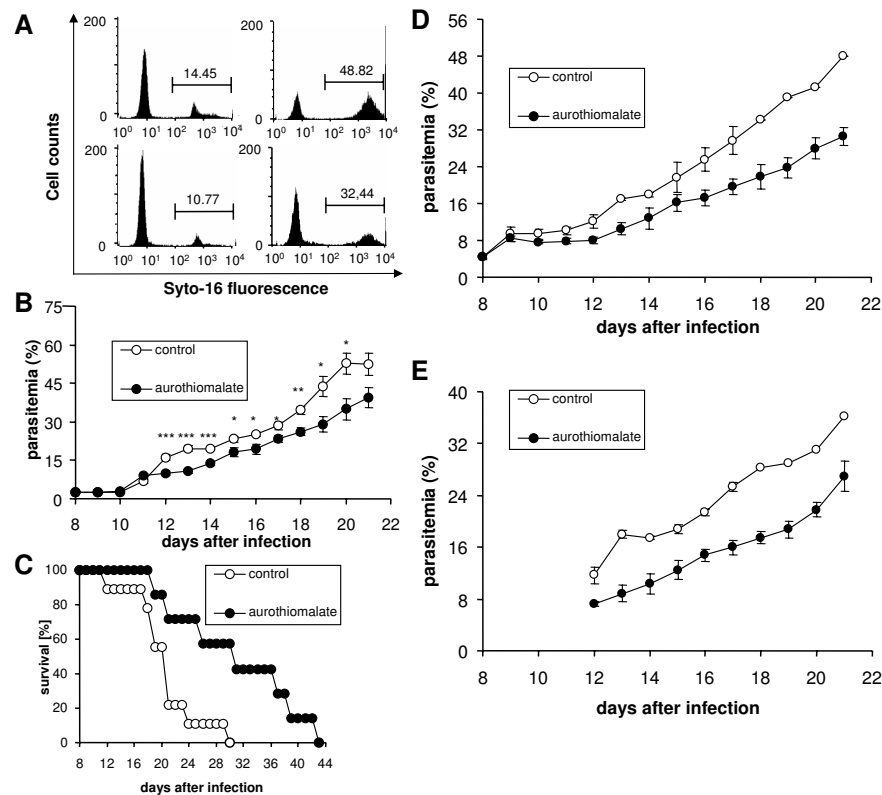 A
200
14.45
0
10⁰ 10¹ 10² 10³ 10⁴
200
48.82
0
10⁰ 10¹ 10² 10³ 10⁴
200
10.77
0
10⁰ 10¹ 10² 10³ 10⁴
200
32,44
0
10⁰ 10¹ 10² 10³ 10⁴
Cell counts
Syto-16 fluorescence
B
75
60
45
30
15
0
parasitemia (%)
control
aurothiomalate
*** *** *** * * * ** * *
8 10 12 14 16 18 20 22
days after infection
C
100
80
60
40
20
0
survival [%]
control
aurothiomalate
8 12 16 20 24 28 32 36 40 44
days after infection
D
56
48
40
32
24
16
8
0
parasitemia (%)
control
aurothiomalate
8 10 12 14 16 18 20 22
days after infection
E
40
32
24
16
8
0
parasitemia (%)
control
aurothiomalate
8 10 12 14 16 18 20 22
days after infection